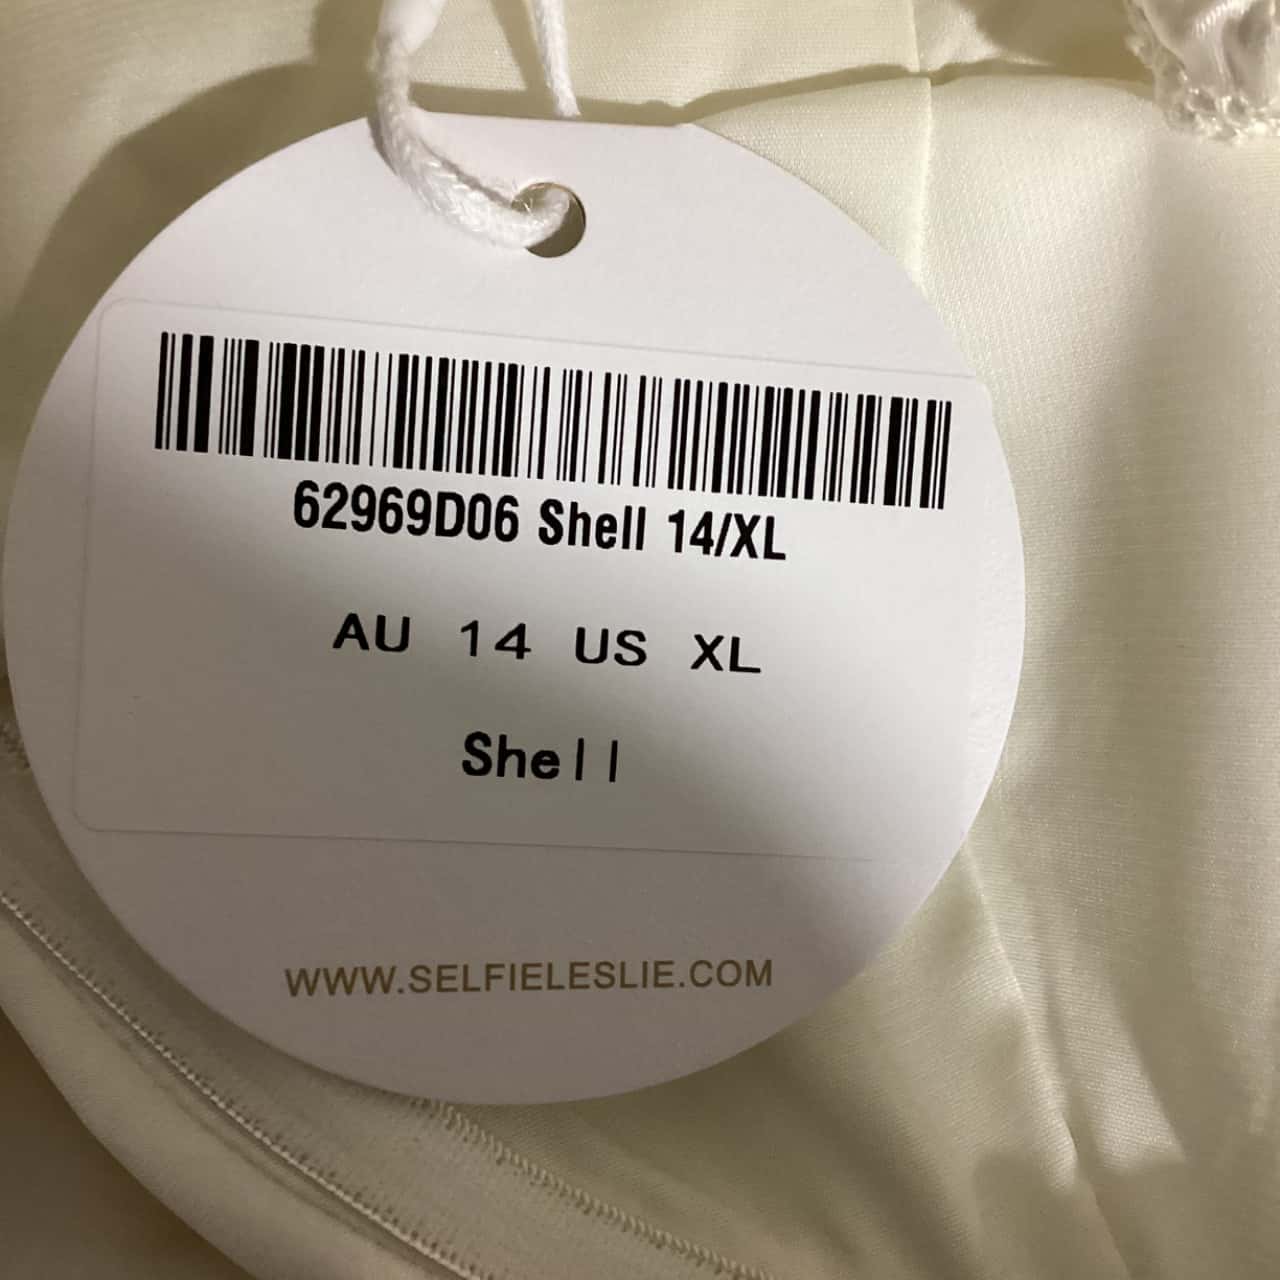 62969D06 Shell 14/XL
AU 14 US XL
Shell
WWW.SELFIELESLIE.COM